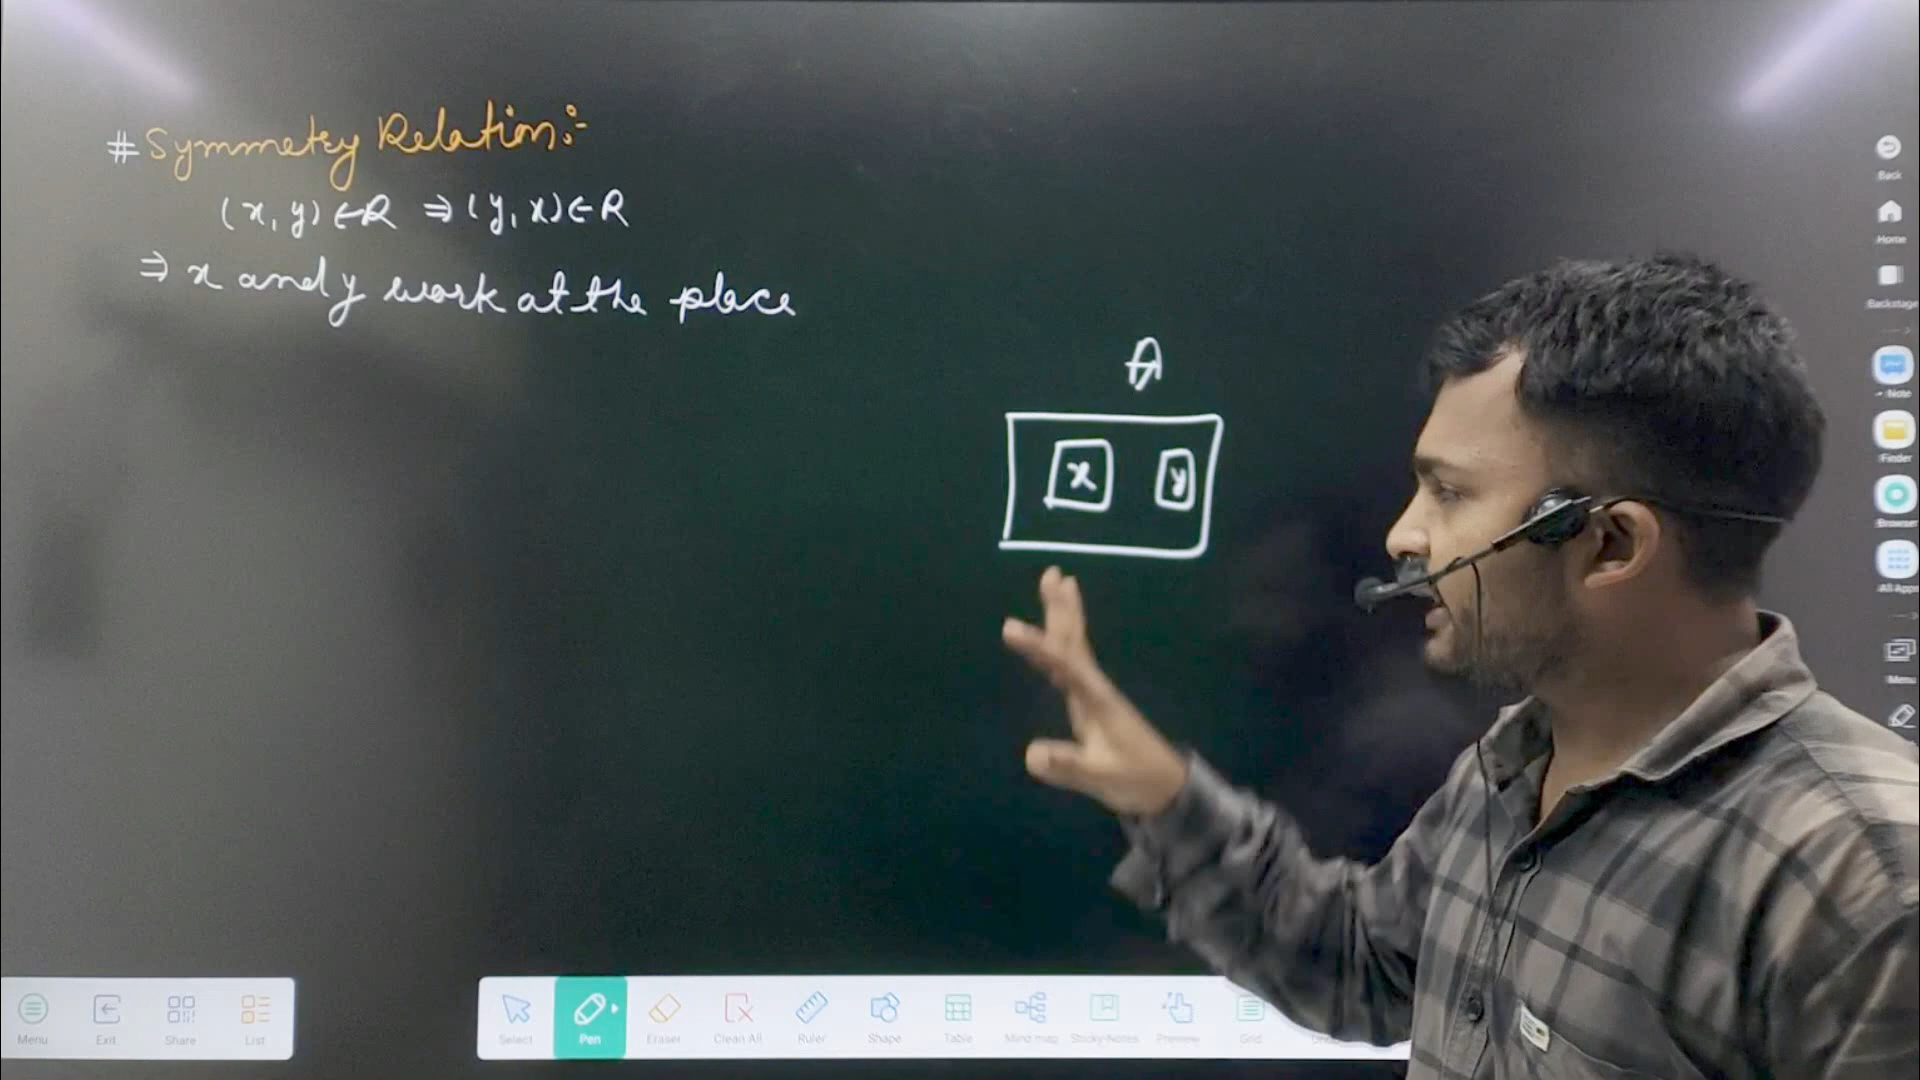 # Symmetry Relation:-
(x, y) ∈ R ⇒ (y, x) ∈ R
⇒ x and y work at the place
A
x y
Back
Home
Backstage
Note
Finder
Browser
All Apps
Menu
Menu Exit Share List
Select Pen Eraser Clean All Ruler Shape Table Mind map Sticky-Notes Preview Grid